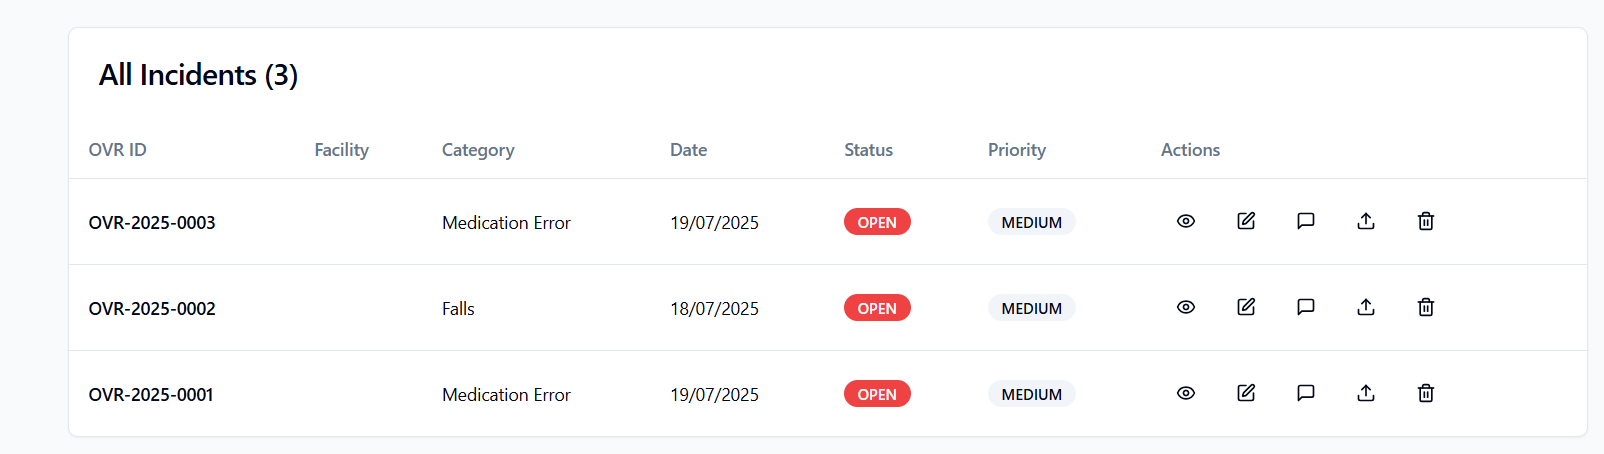 All Incidents (3)
OVR ID Facility Category Date Status Priority Actions
OVR-2025-0003 Medication Error 19/07/2025 OPEN MEDIUM
OVR-2025-0002 Falls 18/07/2025 OPEN MEDIUM
OVR-2025-0001 Medication Error 19/07/2025 OPEN MEDIUM